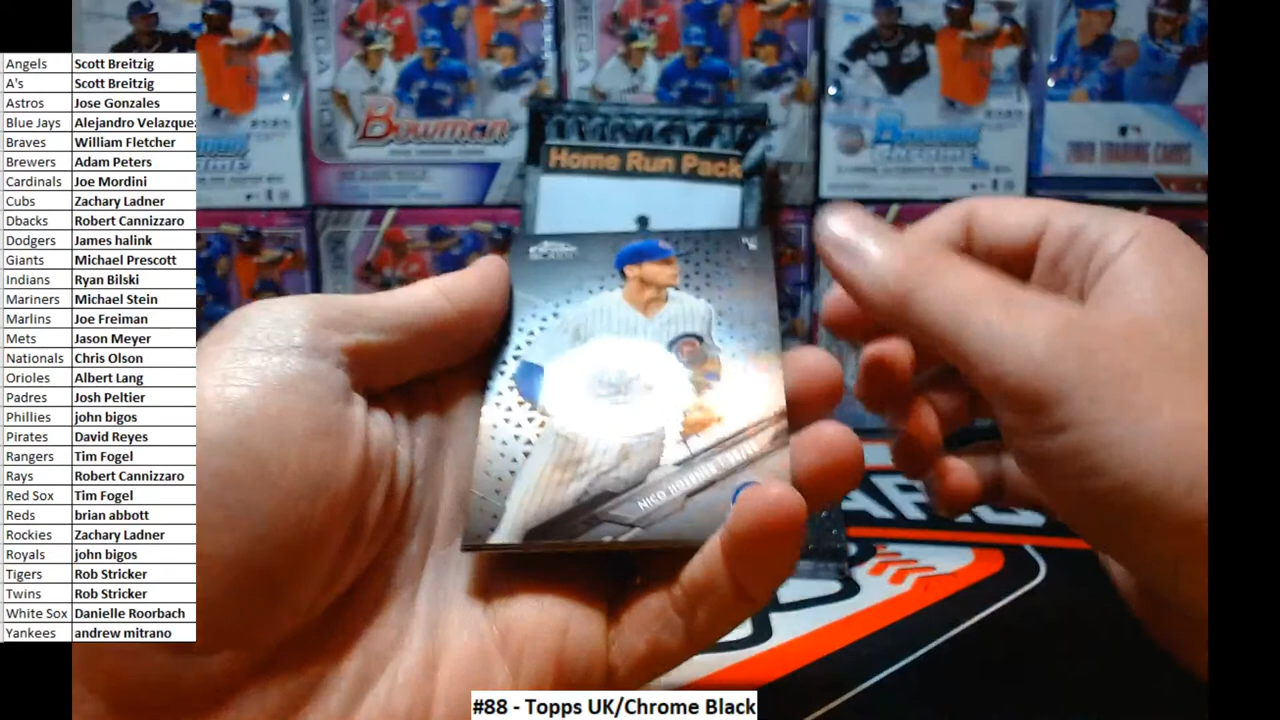 Angels Scott Breitzig
A's Scott Breitzig
Astros Jose Gonzales
Blue Jays Alejandro Velazque
Braves William Fletcher
Brewers Adam Peters
Cardinals Joe Mordini
Cubs Zachary Ladner
Dbacks Robert Cannizzaro
Dodgers James halink
Giants Michael Prescott
Indians Ryan Bilski
Mariners Michael Stein
Marlins Joe Freiman
Mets Jason Meyer
Nationals Chris Olson
Orioles Albert Lang
Padres Josh Peltier
Phillies john bigos
Pirates David Reyes
Rangers Tim Fogel
Rays Robert Cannizzaro
Red Sox Tim Fogel
Reds brian abbott
Rockies Zachary Ladner
Royals john bigos
Tigers Rob Stricker
Twins Rob Stricker
White Sox Danielle Roorbach
Yankees andrew mitrano
MEGA
Bowman
Home Run Pack
Bowman
CHROME
TRADING CARDS
NICO HOERNER
#88 - Topps UK/Chrome Black